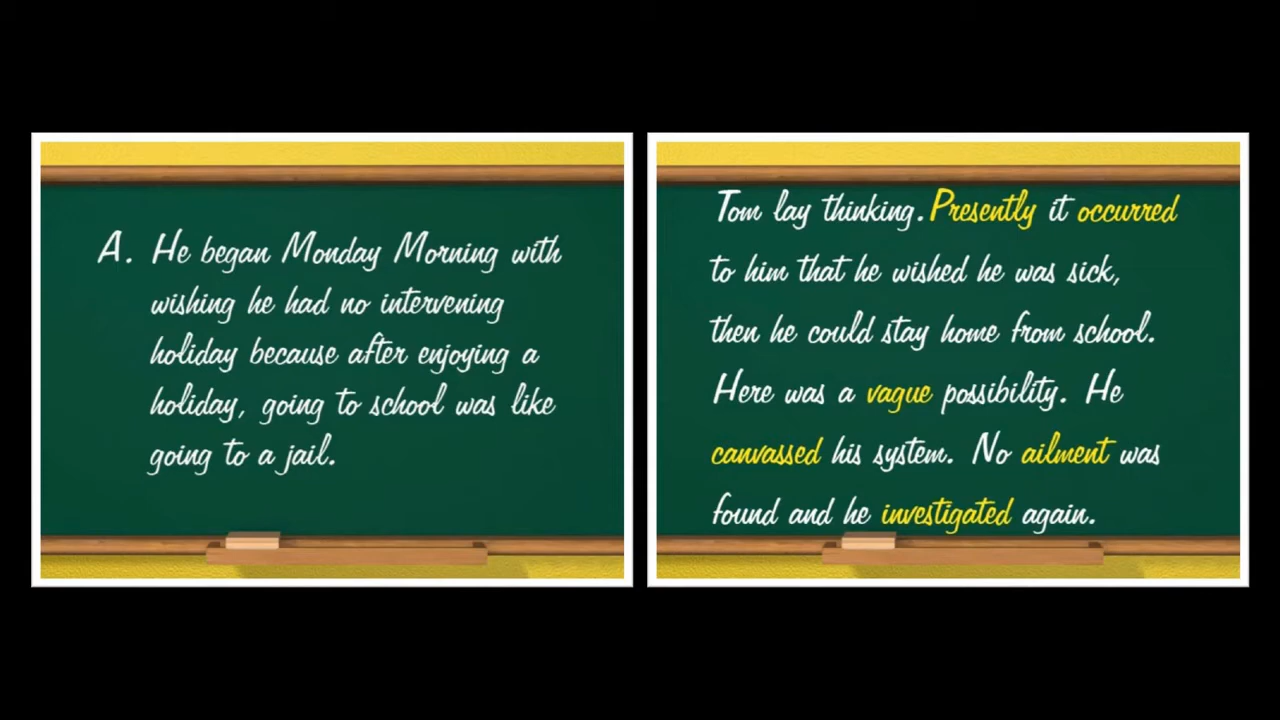 A. He began Monday Morning with
wishing he had no intervening
holiday because after enjoying a
holiday, going to school was like
going to a jail.
Tom lay thinking. Presently it occurred
to him that he wished he was sick,
then he could stay home from school.
Here was a vague possibility. He
canvassed his system. No ailment was
found and he investigated again.